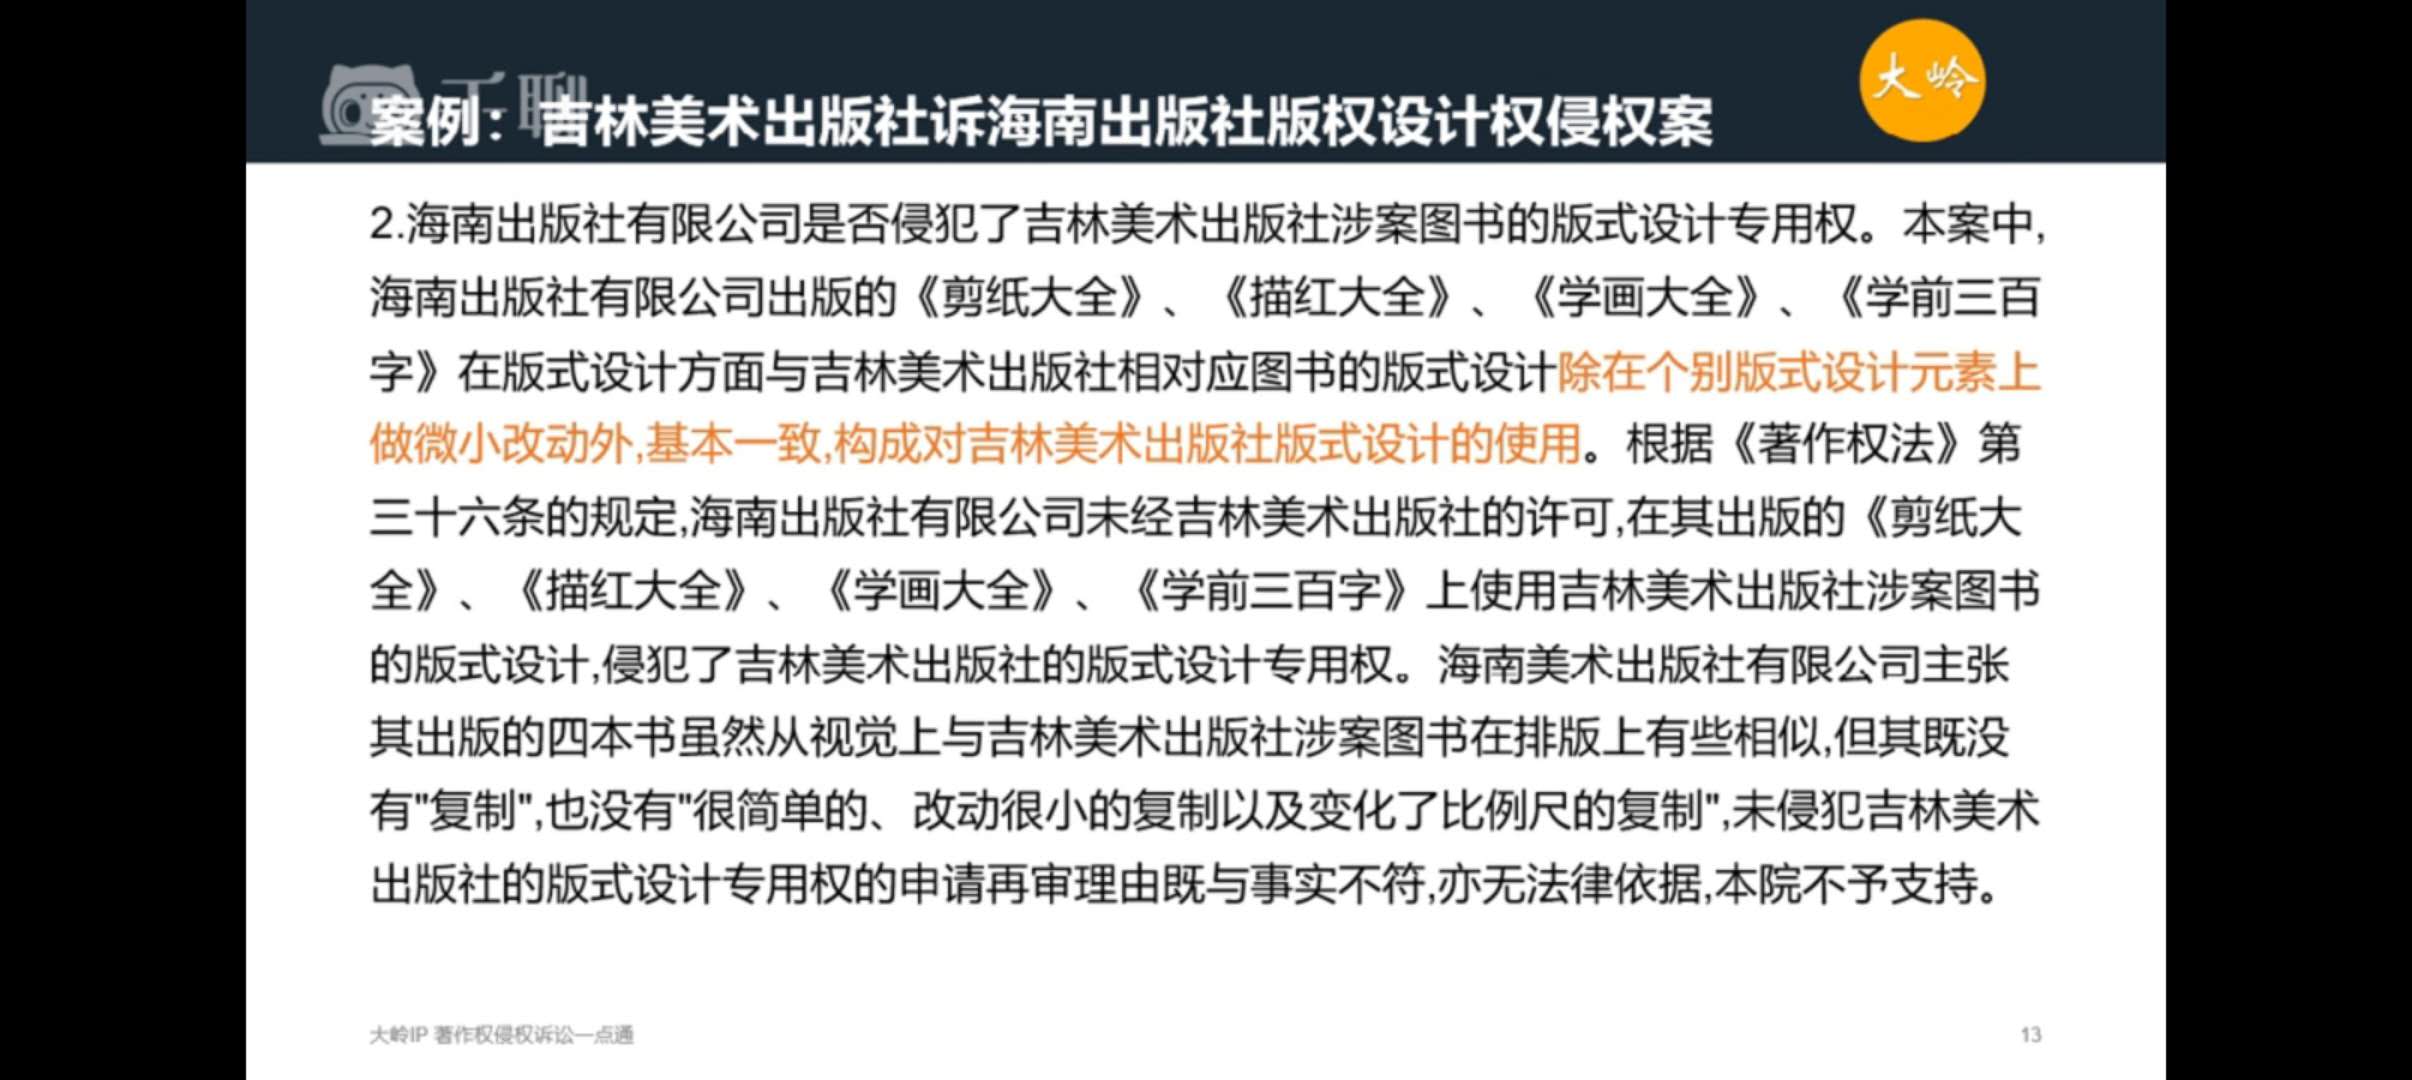 千聊
大岭
案例：吉林美术出版社诉海南出版社版权设计权侵权案
2.海南出版社有限公司是否侵犯了吉林美术出版社涉案图书的版式设计专用权。本案中,
海南出版社有限公司出版的《剪纸大全》、《描红大全》、《学画大全》、《学前三百
字》在版式设计方面与吉林美术出版社相对应图书的版式设计除在个别版式设计元素上
做微小改动外,基本一致,构成对吉林美术出版社版式设计的使用。根据《著作权法》第
三十六条的规定,海南出版社有限公司未经吉林美术出版社的许可,在其出版的《剪纸大
全》、《描红大全》、《学画大全》、《学前三百字》上使用吉林美术出版社涉案图书
的版式设计,侵犯了吉林美术出版社的版式设计专用权。海南美术出版社有限公司主张
其出版的四本书虽然从视觉上与吉林美术出版社涉案图书在排版上有些相似,但其既没
有"复制",也没有"很简单的、改动很小的复制以及变化了比例尺的复制",未侵犯吉林美术
出版社的版式设计专用权的申请再审理由既与事实不符,亦无法律依据,本院不予支持。
大岭IP 著作权侵权诉讼一点通
13